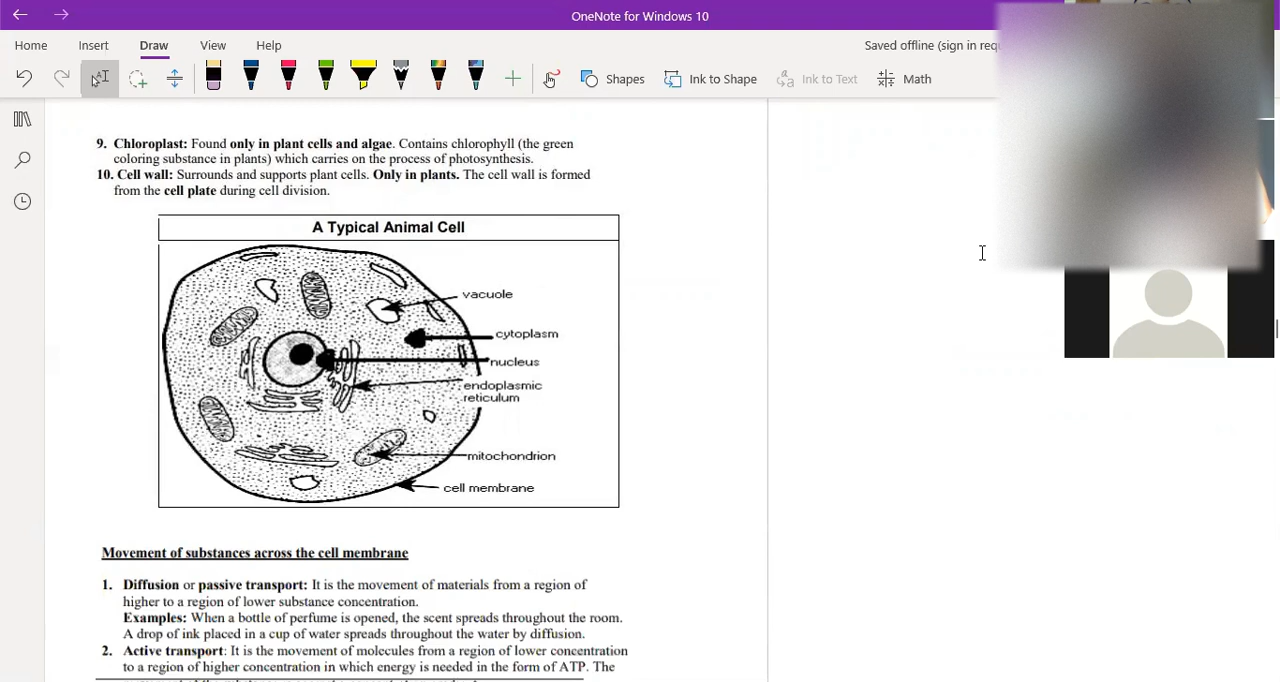 OneNote for Windows 10
Home Insert Draw View Help
Saved offline (sign in
Shapes Ink to Shape Ink to Text Math
9. Chloroplast: Found only in plant cells and algae. Contains chlorophyll (the green
coloring substance in plants) which carries on the process of photosynthesis.
10. Cell wall: Surrounds and supports plant cells. Only in plants. The cell wall is formed
from the cell plate during cell division.
A Typical Animal Cell
vacuole
cytoplasm
nucleus
endoplasmic
reticulum
mitochondrion
cell membrane
Movement of substances across the cell membrane
1. Diffusion or passive transport: It is the movement of materials from a region of
higher to a region of lower substance concentration.
Examples: When a bottle of perfume is opened, the scent spreads throughout the room.
A drop of ink placed in a cup of water spreads throughout the water by diffusion.
2. Active transport: It is the movement of molecules from a region of lower concentration
to a region of higher concentration in which energy is needed in the form of ATP. The